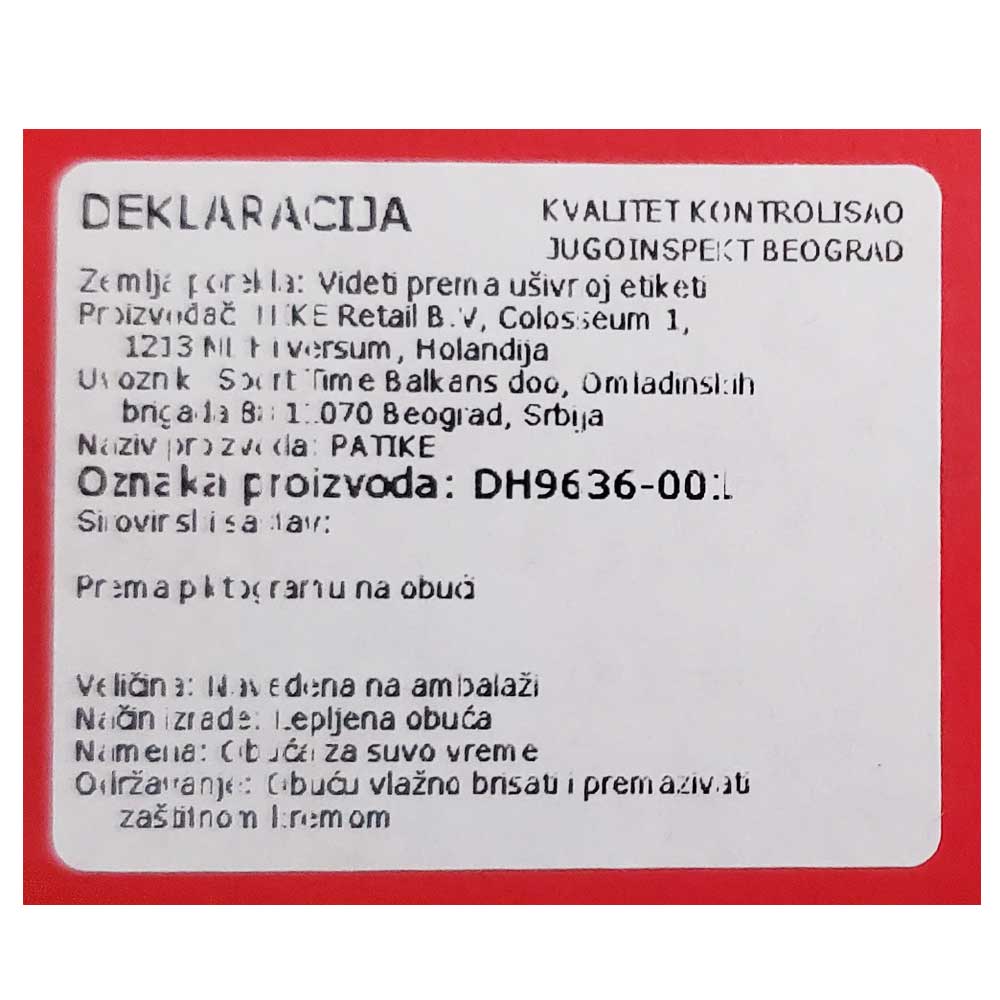 DEKLARACIJA
KVALITET KONTROLISAO
JUGOINSPEKT BEOGRAD
Zemlja porekla: Videti prema ušivnoj etiketi
Proizvođač: NIKE Retail B.V, Colosseum 1,
1213 NL Hilversum, Holandija
Uvoznik: Sport Time Balkans doo, Omladinskih
brigada Beograd, Srbija
Naziv proizvoda: PATIKE
Oznaka proizvoda: DH9636-001
Sirovinski sastav:
Prema piktogramu na obući
Veličina: Navedena na ambalaži
Način izrade: Lepljena obuća
Namena: Obuća za suvo vreme
Održavanje: Obuću vlažno brisati i premazivati
zaštitnom kremom